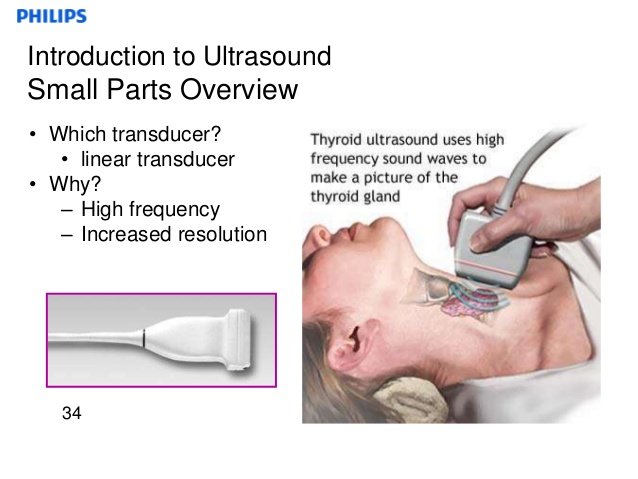 PHILIPS
Introduction to Ultrasound
Small Parts Overview
• Which transducer?
• linear transducer
• Why?
– High frequency
– Increased resolution
Thyroid ultrasound uses high
frequency sound waves to
make a picture of the
thyroid gland
34